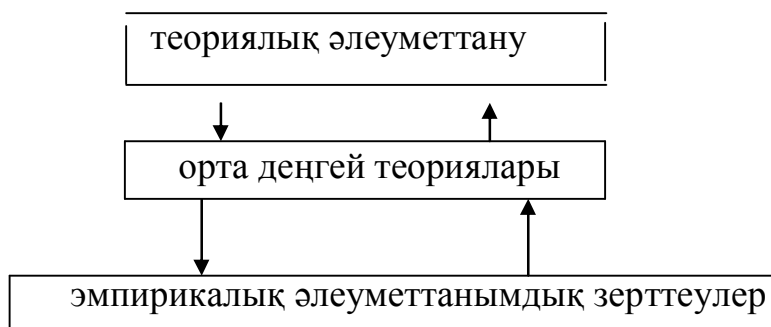 теориялық әлеуметтану
орта деңгей теориялары
эмпирикалық әлеуметтанымдық зерттеулер